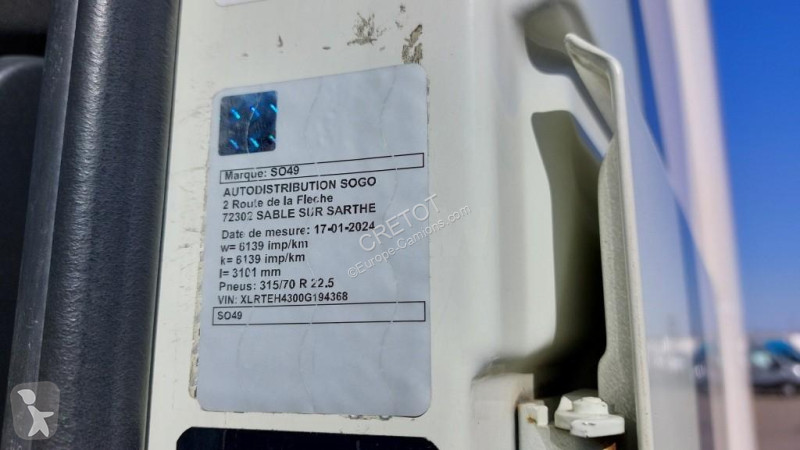 Marque: SO49
AUTODISTRIBUTION SOGO
2 Route de la Fleche
72302 SABLE SUR SARTHE
Date de mesure: 17-01-2024
w= 6139 imp/km
k= 6139 imp/km
l= 3101 mm
Pneus: 315/70 R 22.5
VIN: XLRTEH4300G194368
SO49
CRETOT
©Europe-Camions.com